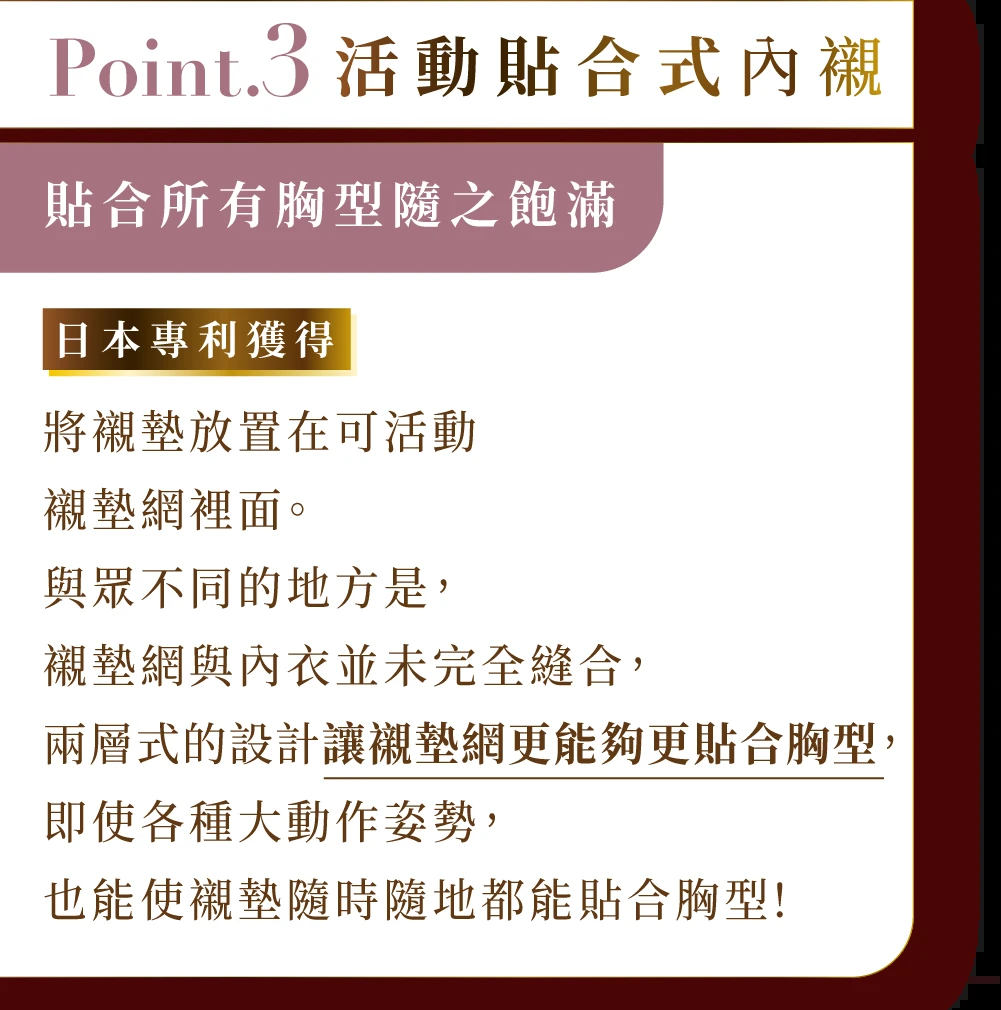 Point.3 活動貼合式內襯
貼合所有胸型隨之飽滿
日本專利獲得
將襯墊放置在可活動
襯墊網裡面。
與眾不同的地方是，
襯墊網與內衣並未完全縫合，
兩層式的設計讓襯墊網更能夠更貼合胸型，
即使各種大動作姿勢，
也能使襯墊隨時隨地都能貼合胸型！